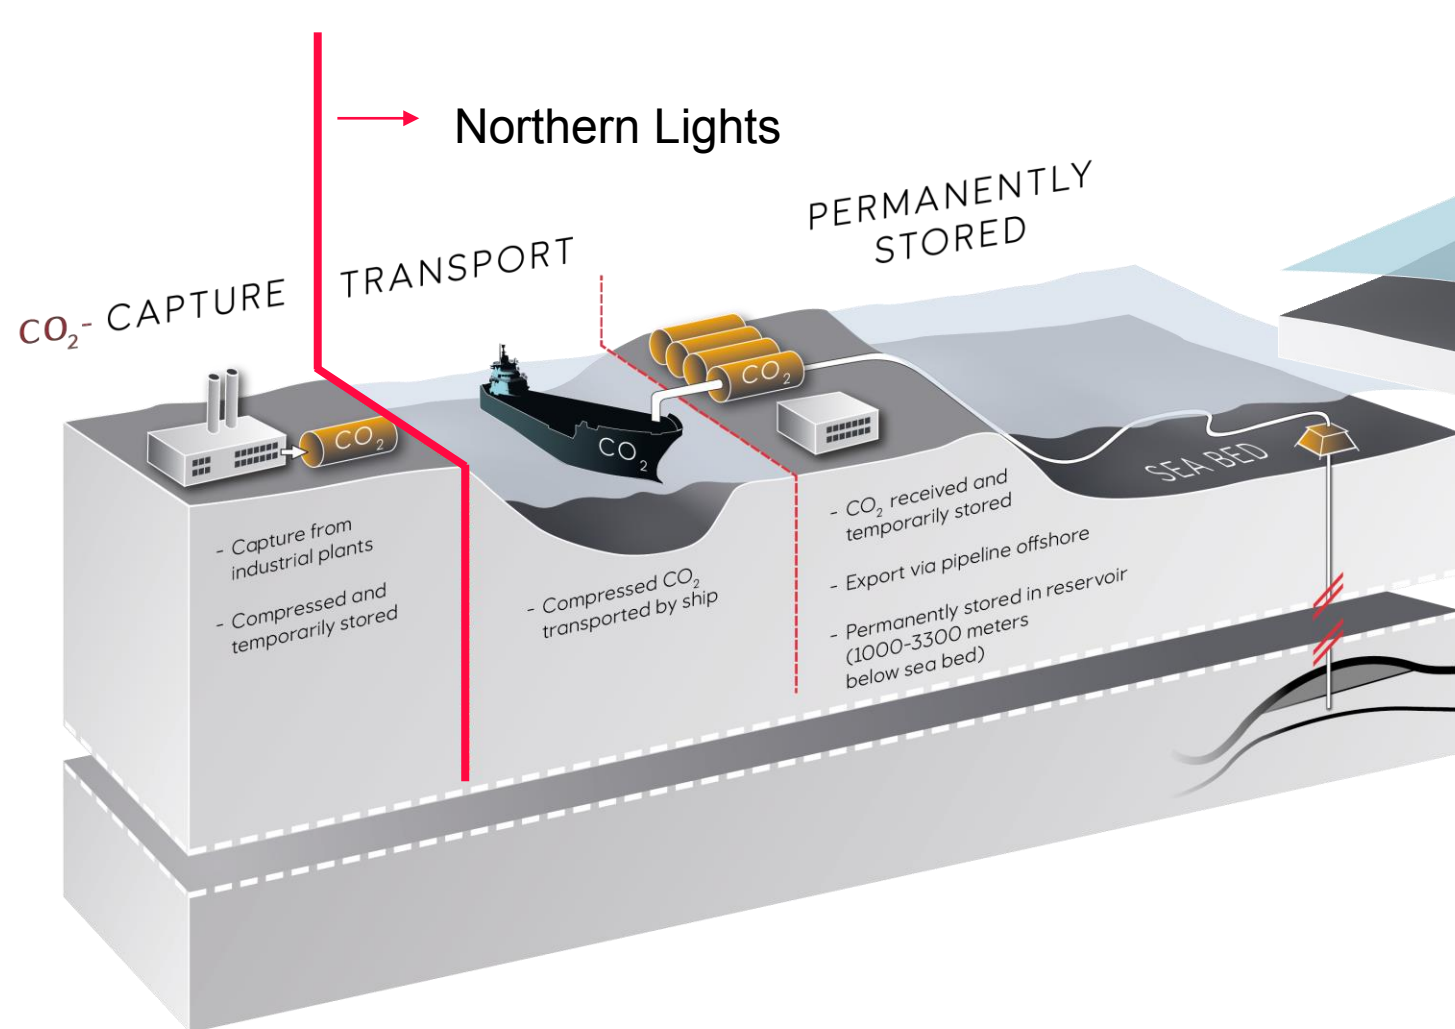 Northern Lights
CO₂- CAPTURE
TRANSPORT
PERMANENTLY
STORED
CO₂
CO₂
CO₂
SEA BED
- Capture from
industrial plants
- Compressed and
temporarily stored
- Compressed CO₂
transported by ship
- CO₂ received and
temporarily stored
- Export via pipeline offshore
- Permanently stored in reservoir
(1000-3300 meters
below sea bed)